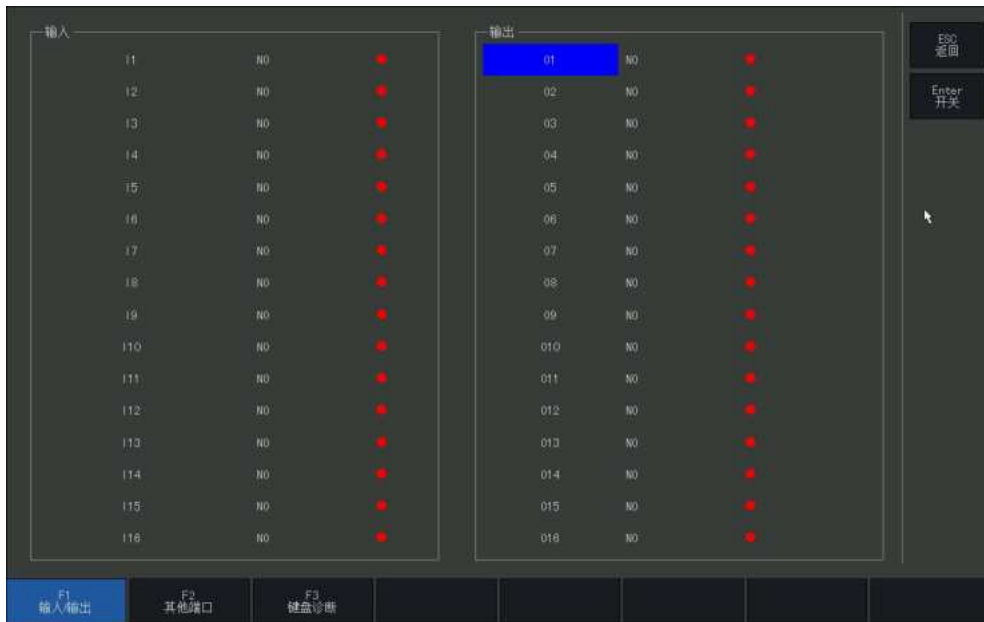 输入
I1 NO
I2 NO
I3 NO
I4 NO
I5 NO
I6 NO
I7 NO
I8 NO
I9 NO
I10 NO
I11 NO
I12 NO
I13 NO
I14 NO
I15 NO
I16 NO
输出
O1 NO
O2 NO
O3 NO
O4 NO
O5 NO
O6 NO
O7 NO
O8 NO
O9 NO
O10 NO
O11 NO
O12 NO
O13 NO
O14 NO
O15 NO
O16 NO
ESC
返回
Enter
开关
F1
输入/输出
F2
其他端口
F3
键盘诊断